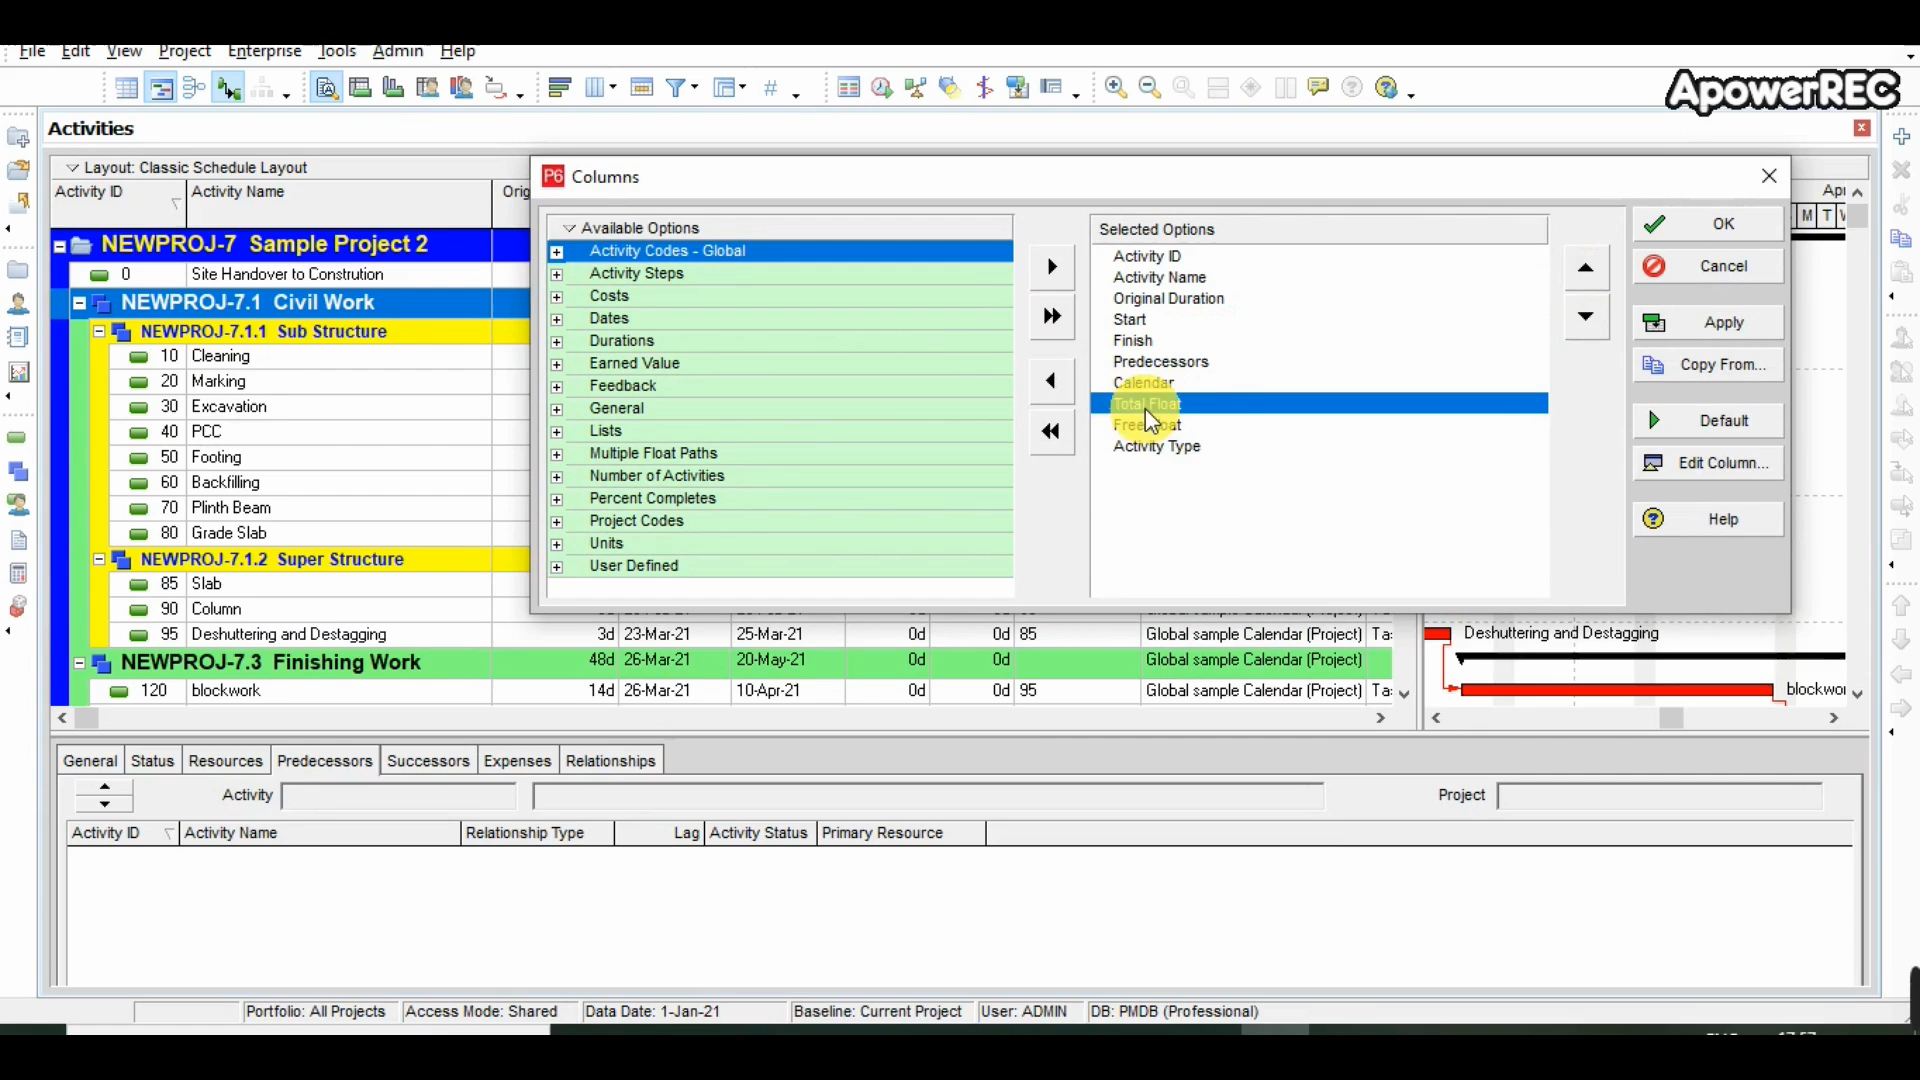 File Edit View Project Enterprise Tools Admin Help
#
ApowerREC
Activities
Layout: Classic Schedule Layout
Activity ID Activity Name
NEWPROJ-7 Sample Project 2
0 Site Handover to Constrution
NEWPROJ-7.1 Civil Work
NEWPROJ-7.1.1 Sub Structure
10 Cleaning
20 Marking
30 Excavation
40 PCC
50 Footing
60 Backfilling
70 Plinth Beam
80 Grade Slab
NEWPROJ-7.1.2 Super Structure
85 Slab
90 Column
95 Deshuttering and Destagging 3d 23-Mar-21 25-Mar-21 0d 0d 85 Global sample Calendar (Project)
NEWPROJ-7.3 Finishing Work 48d 26-Mar-21 20-May-21 0d 0d Global sample Calendar (Project)
120 blockwork 14d 26-Mar-21 10-Apr-21 0d 0d 95 Global sample Calendar (Project)
M T
Deshuttering and Destagging
P6 Columns
Available Options
Activity Codes - Global
Activity Steps
Costs
Dates
Durations
Earned Value
Feedback
General
Lists
Multiple Float Paths
Number of Activities
Percent Completes
Project Codes
Units
User Defined
Selected Options
Activity ID
Activity Name
Original Duration
Start
Finish
Predecessors
Calendar
Total Float
Activity Type
OK
Cancel
Apply
Copy From...
Default
Edit Column...
Help
General Status Resources Predecessors Successors Expenses Relationships
Activity Project
Activity ID Activity Name Relationship Type Lag Activity Status Primary Resource
Portfolio: All Projects Access Mode: Shared Data Date: 1-Jan-21 Baseline: Current Project User: ADMIN DB: PMDB (Professional)